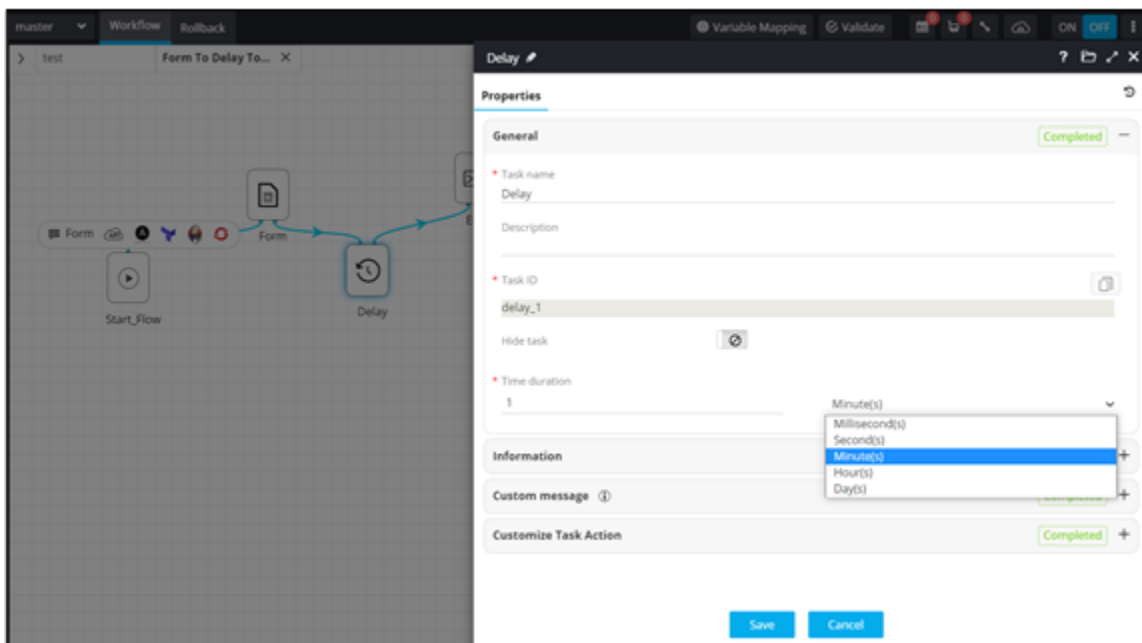 master Workflow Rollback Variable Mapping Validate ON OFF
test Form To Delay To...
Form
Form
Start_Flow
Delay
Delay
Properties
General Completed
* Task name
Delay
Description
* Task ID
delay_1
Hide task
* Time duration
1 Minute(s)
Millisecond(s)
Second(s)
Minute(s)
Hour(s)
Day(s)
Information
Custom message
Customize Task Action Completed
Save Cancel